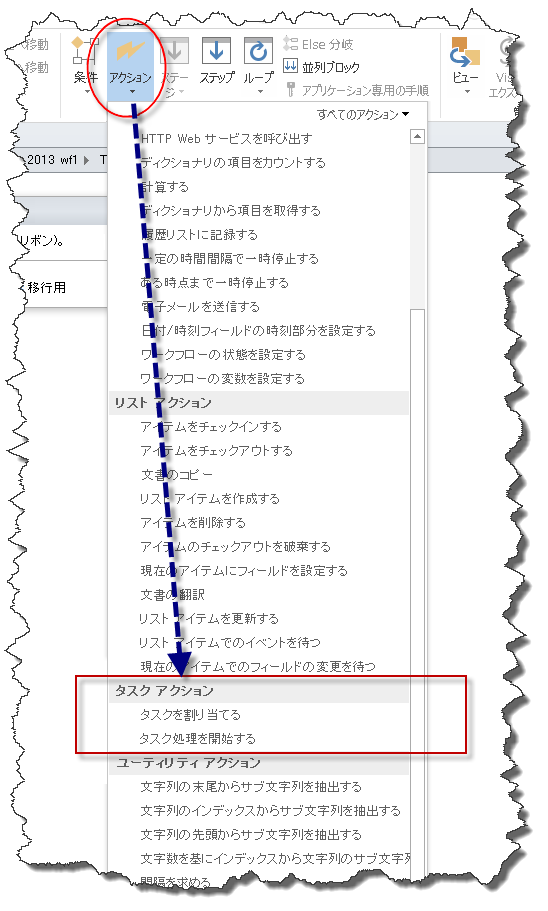 移動
移動
条件
アクション
ステー
ジ
ステップ
ループ
Else 分岐
並列ブロック
アプリケーション専用の手順
ビュー
Vis
エクス
すべてのアクション
2013 wf1
T
リボン)。
移行用
HTTP Web サービスを呼び出す
ディクショナリの項目をカウントする
計算する
ディクショナリから項目を取得する
履歴リストに記録する
一定の時間間隔で一時停止する
ある時点まで一時停止する
電子メールを送信する
日付/時刻フィールドの時刻部分を設定する
ワークフローの状態を設定する
ワークフローの変数を設定する
リスト アクション
アイテムをチェックインする
アイテムをチェックアウトする
文書のコピー
リスト アイテムを作成する
アイテムを削除する
アイテムのチェックアウトを破棄する
現在のアイテムにフィールドを設定する
文書の翻訳
リスト アイテムを更新する
リスト アイテムでのイベントを待つ
現在のアイテムでのフィールドの変更を待つ
タスク アクション
タスクを割り当てる
タスク処理を開始する
ユーティリティ アクション
文字列の末尾からサブ文字列を抽出する
文字列のインデックスからサブ文字列を抽出する
文字列の先頭からサブ文字列を抽出する
文字数を基にインデックスから文字列のサブ文字列
間隔を求める